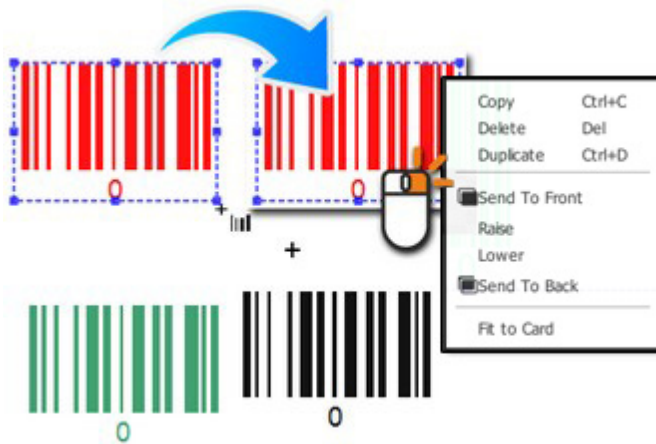 0
0
Copy Ctrl+C
Delete Del
Duplicate Ctrl+D
Send To Front
Raise
Lower
Send To Back
Fit to Card
0
0